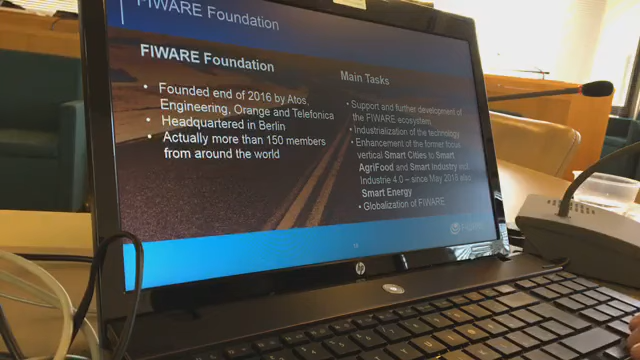 FIWARE Foundation
FIWARE Foundation
• Founded end of 2016 by Atos,
Engineering, Orange and Telefonica
• Headquartered in Berlin
• Actually more than 150 members
from around the world
Main Tasks
• Support and further development of
the FIWARE ecosystem,
• Industrialization of the technology
• Enhancement of the former focus
vertical Smart Cities to Smart
AgriFood and Smart Industry incl.
Industrie 4.0 – since May 2018 also
Smart Energy
• Globalization of FIWARE
hp